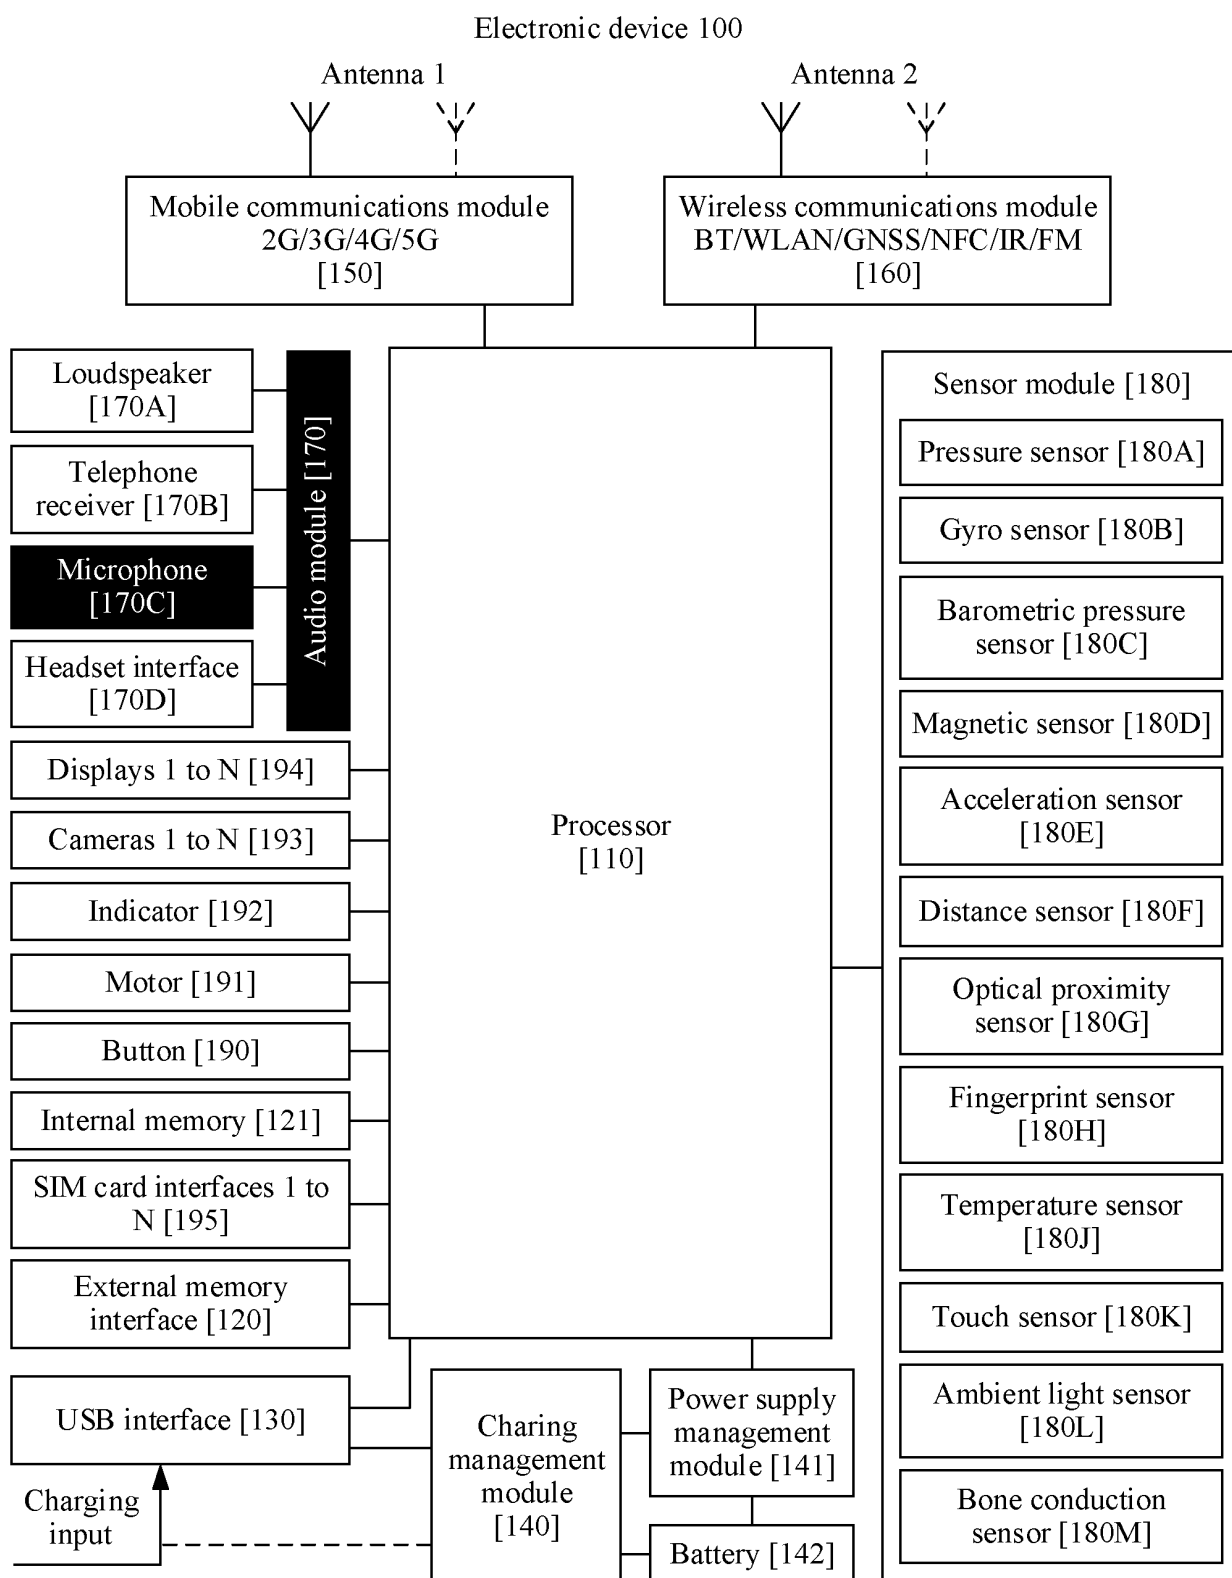 Electronic device 100
Antenna 1
Antenna 2
Mobile communications module
2G/3G/4G/5G
[150]
Wireless communications module
BT/WLAN/GNSS/NFC/IR/FM
[160]
Loudspeaker
[170A]
Telephone
receiver [170B]
Microphone
[170C]
Headset interface
[170D]
Audio module [170]
Displays 1 to N [194]
Cameras 1 to N [193]
Indicator [192]
Motor [191]
Button [190]
Internal memory [121]
SIM card interfaces 1 to
N [195]
External memory
interface [120]
USB interface [130]
Charging
input
Processor
[110]
Charing
management
module
[140]
Power supply
management
module [141]
Battery [142]
Sensor module [180]
Pressure sensor [180A]
Gyro sensor [180B]
Barometric pressure
sensor [180C]
Magnetic sensor [180D]
Acceleration sensor
[180E]
Distance sensor [180F]
Optical proximity
sensor [180G]
Fingerprint sensor
[180H]
Temperature sensor
[180J]
Touch sensor [180K]
Ambient light sensor
[180L]
Bone conduction
sensor [180M]